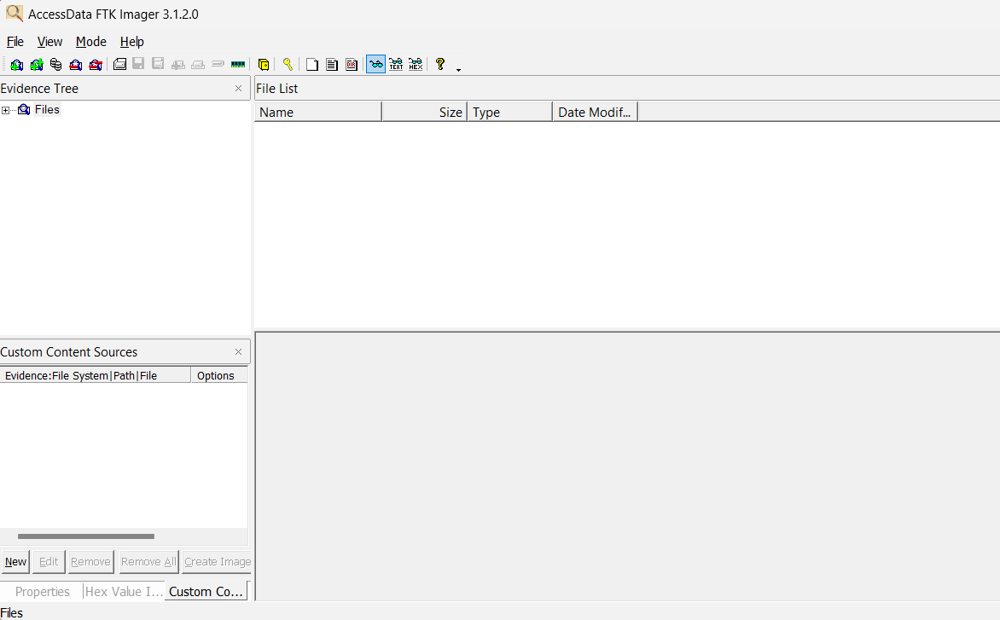 AccessData FTK Imager 3.1.2.0
File View Mode Help
TEXT HEX ?
Evidence Tree
Files
File List
Name Size Type Date Modif...
Custom Content Sources
Evidence:File System|Path|File Options
New Edit Remove Remove All Create Image
Properties Hex Value I... Custom Co...
Files